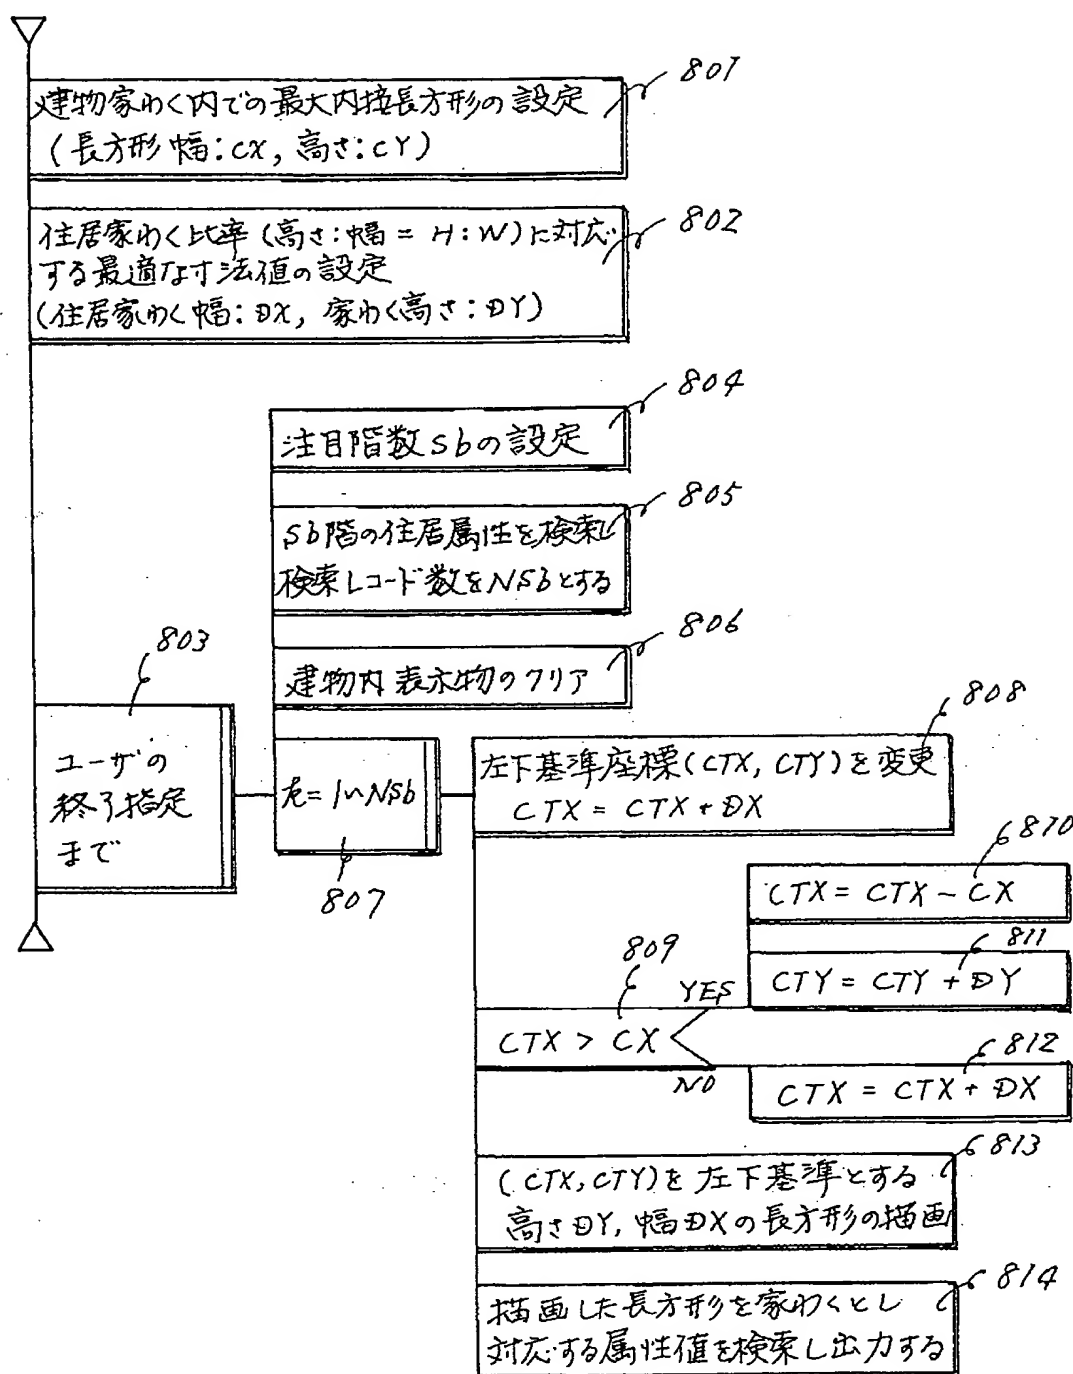 801
建物家わく内での最大内接長方形の設定
(長方形 幅:CX, 高さ:CY)
802
住居家わく比率(高さ:幅 = H:W)に対応
する最適な寸法値の設定
(住居家わく幅:DX, 家わく高さ:DY)
804
注目階数Sbの設定
805
Sb階の住居属性を検索し
検索レコード数をNSbとする
806
建物内 表示物のクリア
803
ユーザの
終了指定
まで
807
k=1~NSb
808
左下基準座標(CTX, CTY)を変更
CTX = CTX + DX
810
CTX = CTX - CX
811
CTY = CTY + DY
809
YES
CTX > CX
NO
812
CTX = CTX + DX
813
(CTX, CTY)を左下基準とする
高さDY, 幅DXの長方形の描画
814
描画した長方形を家わくとし
対応する属性値を検索し出力する